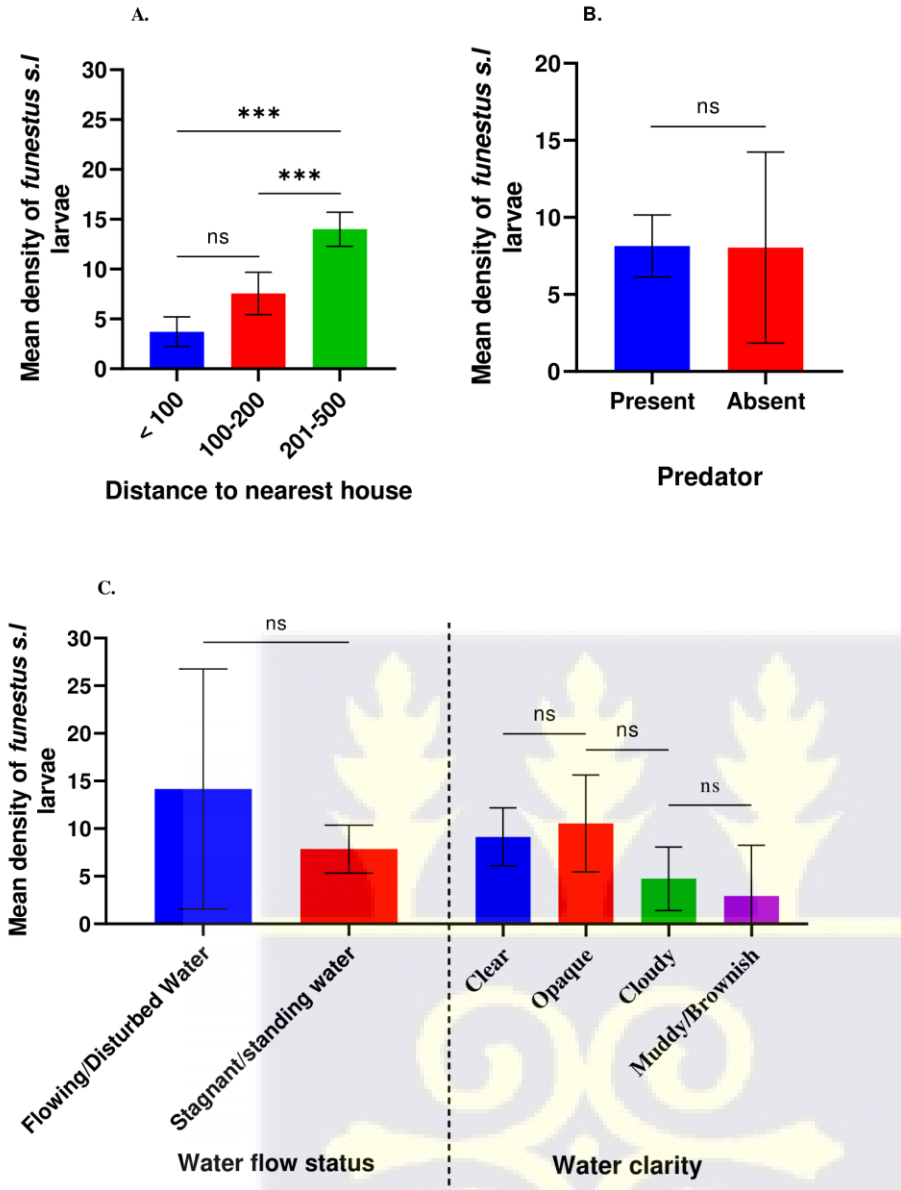 A.
Mean density of funestus s.l
larvae
30
25
20
15
10
5
0
***
***
ns
< 100
100-200
201-500
Distance to nearest house
B.
Mean density of funestus s.l
larvae
20
15
10
5
0
ns
Present
Absent
Predator
C.
Mean density of funestus s.l
larvae
30
25
20
15
10
5
0
ns
Flowing/Disturbed Water
Stagnant/standing water
Water flow status
ns
ns
ns
Clear
Opaque
Cloudy
Muddy/Brownish
Water clarity